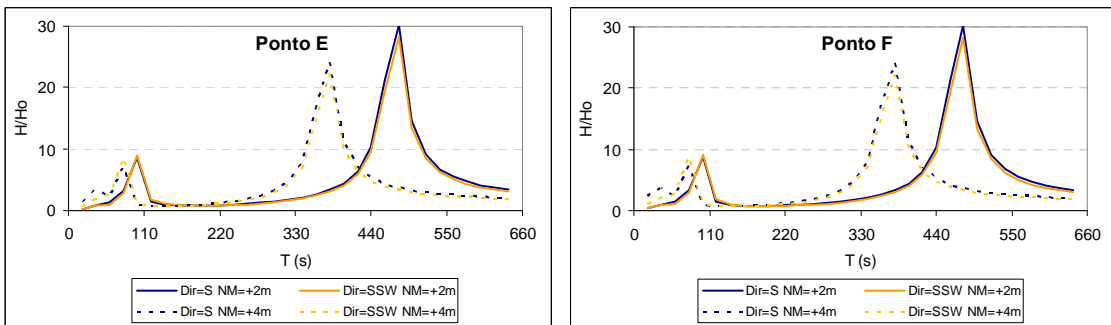 Ponto E
30
20
10
0
H/Ho
0 110 220 330 440 550 660
T (s)
Dir=S NM=+2m Dir=SSW NM=+2m
Dir=S NM=+4m Dir=SSW NM=+4m
Ponto F
30
20
10
0
H/Ho
0 110 220 330 440 550 660
T (s)
Dir=S NM=+2m Dir=SSW NM=+2m
Dir=S NM=+4m Dir=SSW NM=+4m